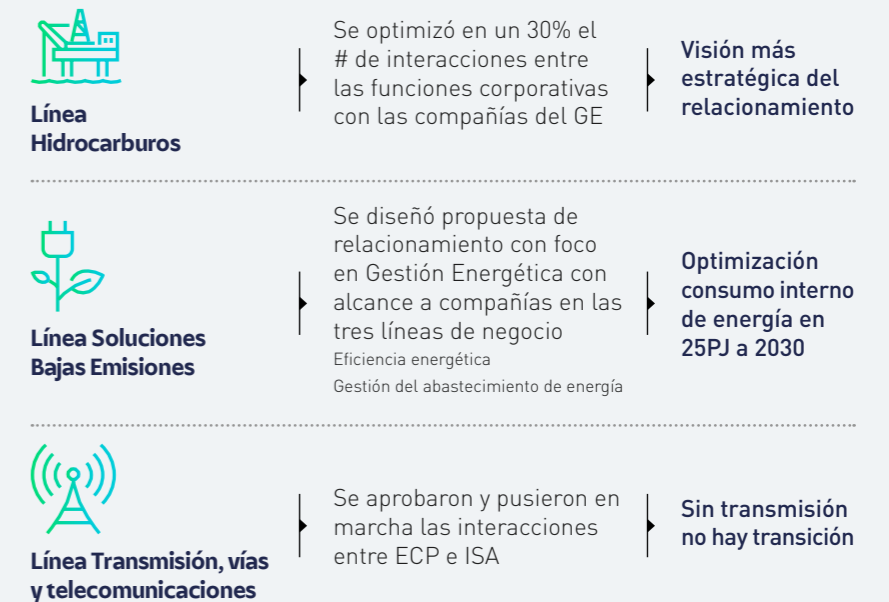 Línea
Hidrocarburos
Se optimizó en un 30% el
# de interacciones entre
las funciones corporativas
con las compañías del GE
Visión más
estratégica del
relacionamiento
Línea Soluciones
Bajas Emisiones
Se diseñó propuesta de
relacionamiento con foco
en Gestión Energética con
alcance a compañías en las
tres líneas de negocio
Eficiencia energética
Gestión del abastecimiento de energía
Optimización
consumo interno
de energía en
25PJ a 2030
Línea Transmisión, vías
y telecomunicaciones
Se aprobaron y pusieron en
marcha las interacciones
entre ECP e ISA
Sin transmisión
no hay transición